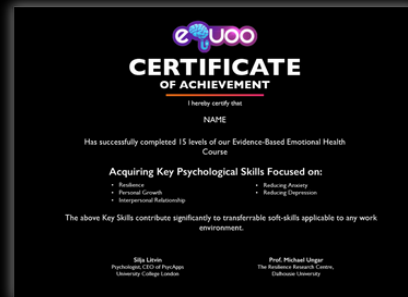 eQuoo
CERTIFICATE
OF ACHIEVEMENT
I hereby certify that
NAME
Has successfully completed 15 levels of our Evidence-Based Emotional Health
Course
Acquiring Key Psychological Skills Focused on:
• Resilience
• Personal Growth
• Interpersonal Relationship
• Reducing Anxiety
• Reducing Depression
The above Key Skills contribute significantly to transferrable soft-skills applicable to any work
environment.
Silja Litvin
Psychologist, CEO of PsycApps
University College London
Prof. Michael Ungar
The Resilience Research Centre,
Dalhousie University